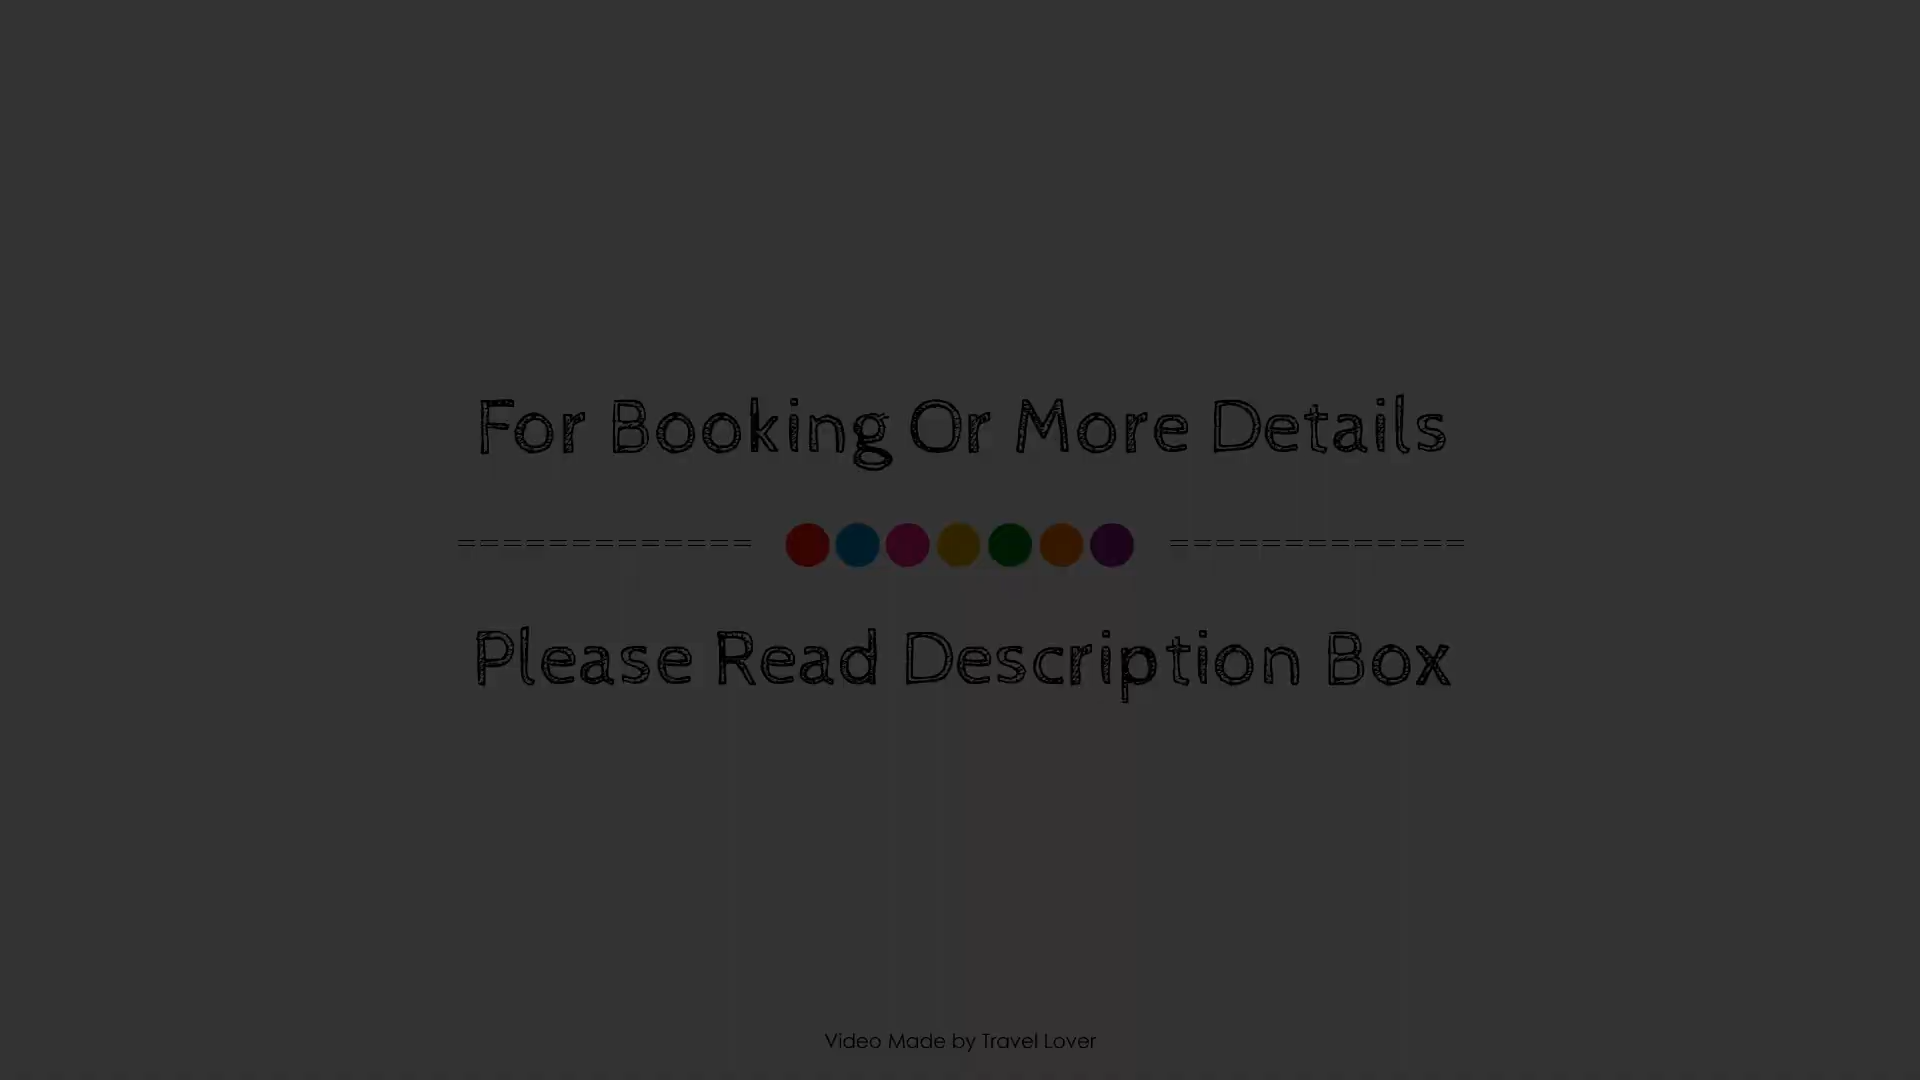 For Booking Or More Details
============= =============
Please Read Description Box
Video Made by Travel Lover